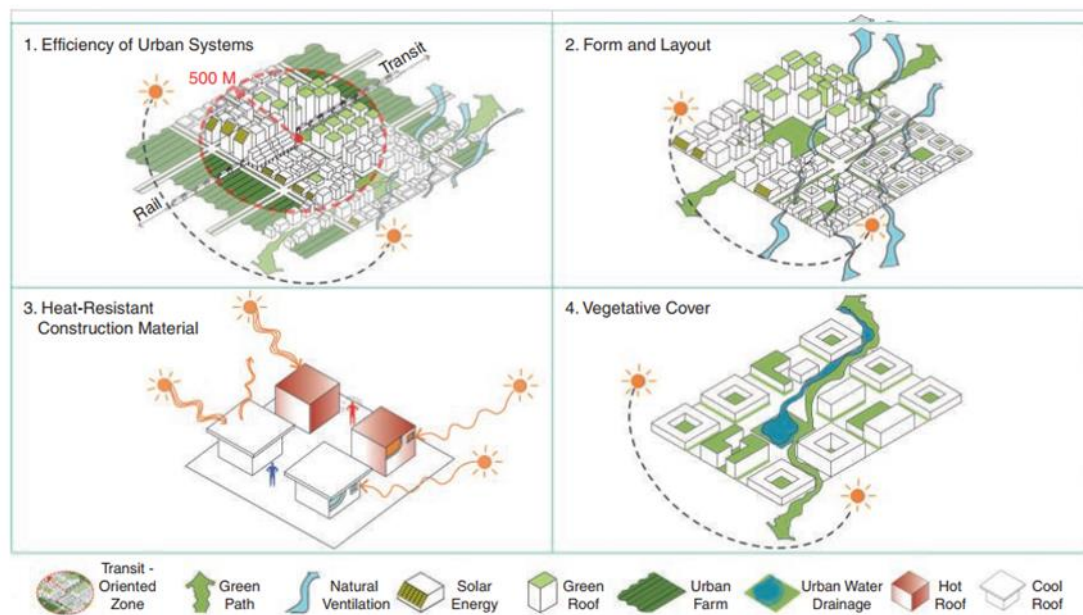 1. Efficiency of Urban Systems
500 M
Transit
Rail
2. Form and Layout
3. Heat-Resistant
Construction Material
4. Vegetative Cover
Transit -
Oriented
Zone
Green
Path
Natural
Ventilation
Solar
Energy
Green
Roof
Urban
Farm
Urban Water
Drainage
Hot
Roof
Cool
Roof